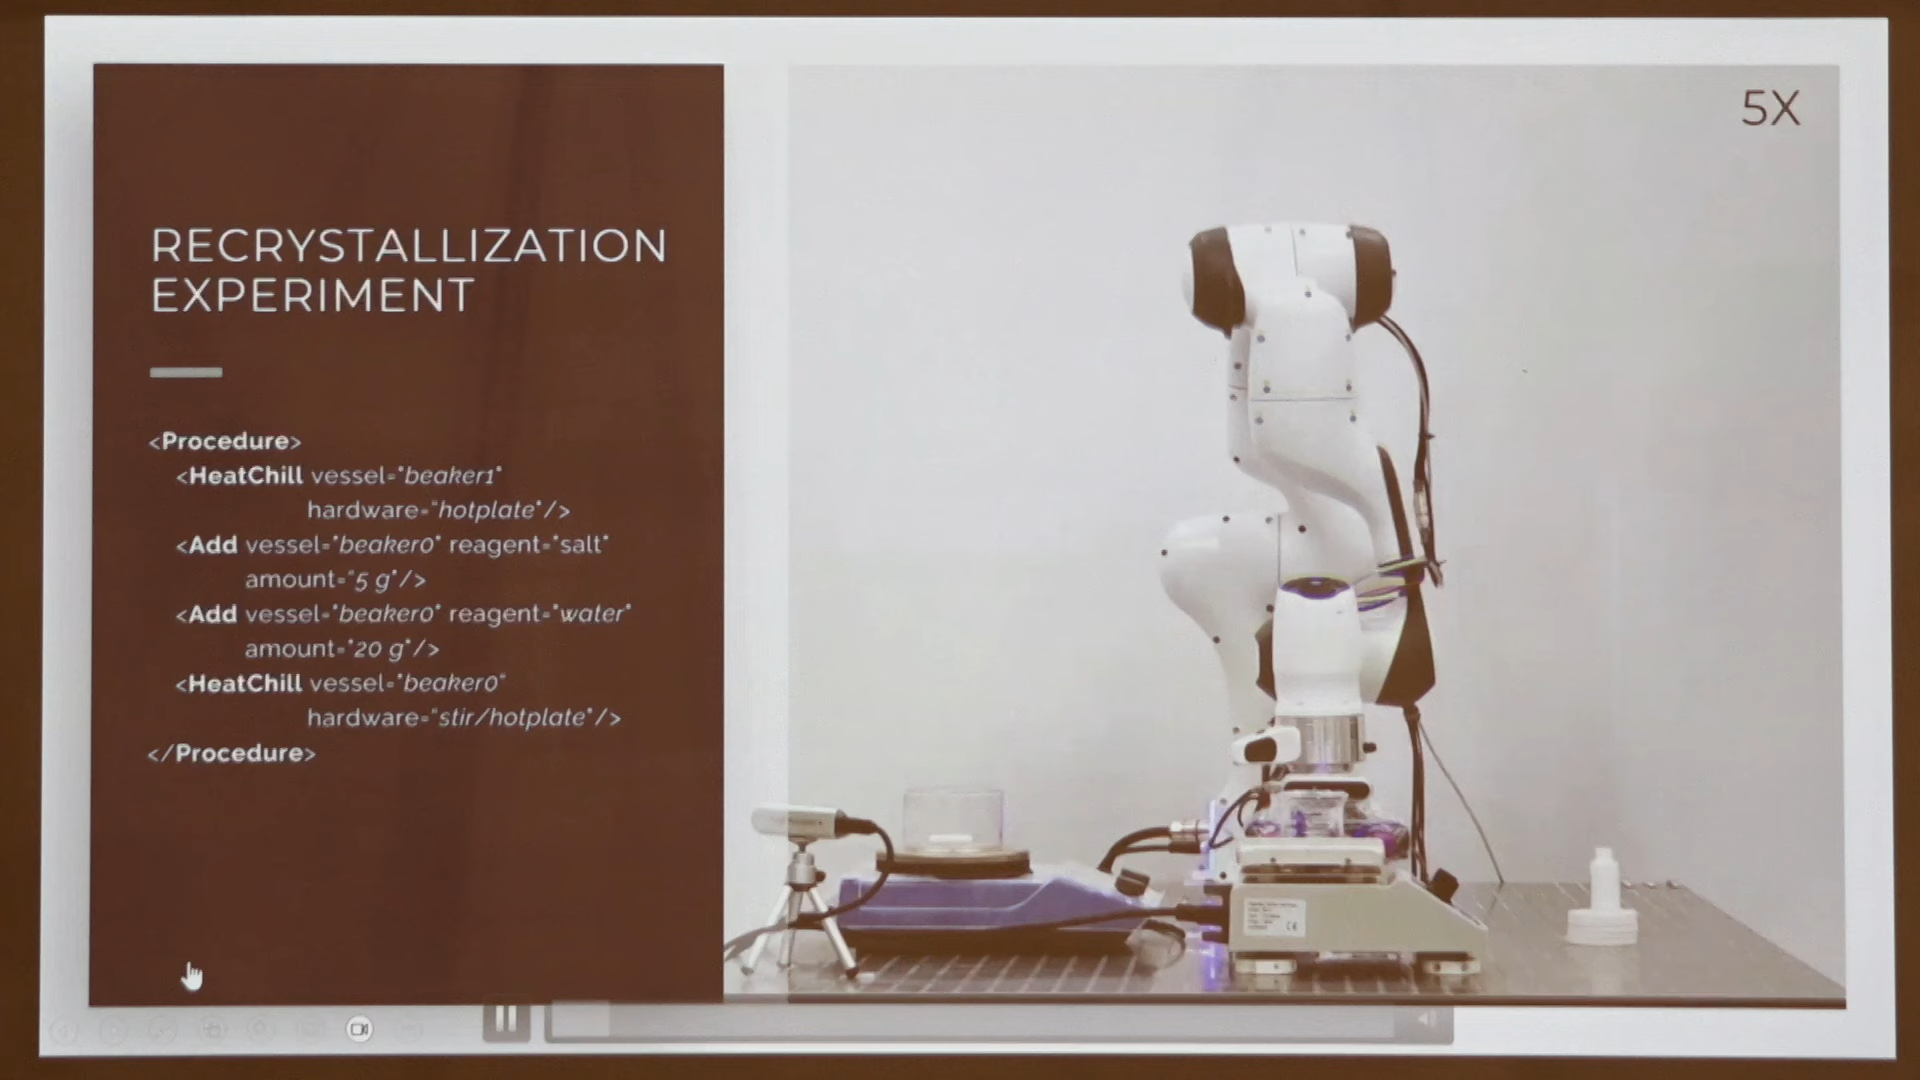 5X
RECRYSTALLIZATION
EXPERIMENT
<Procedure>
<HeatChill vessel="beaker1"
hardware="hotplate"/>
<Add vessel="beaker0" reagent="salt"
amount="5 g"/>
<Add vessel="beaker0" reagent="water"
amount="20 g"/>
<HeatChill vessel="beaker0"
hardware="stir/hotplate"/>
</Procedure>